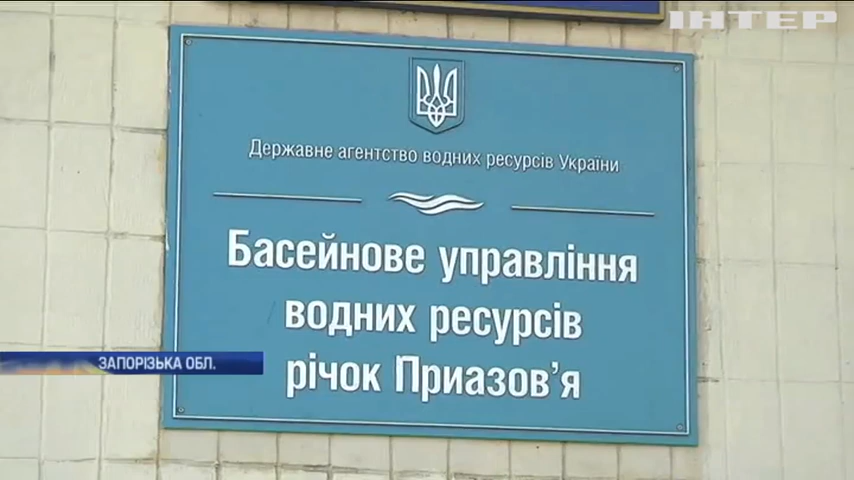 ІНТЕР
Державне агентство водних ресурсів України
Басейнове управління
водних ресурсів
річок Приазов'я
ЗАПОРІЗЬКА ОБЛ.